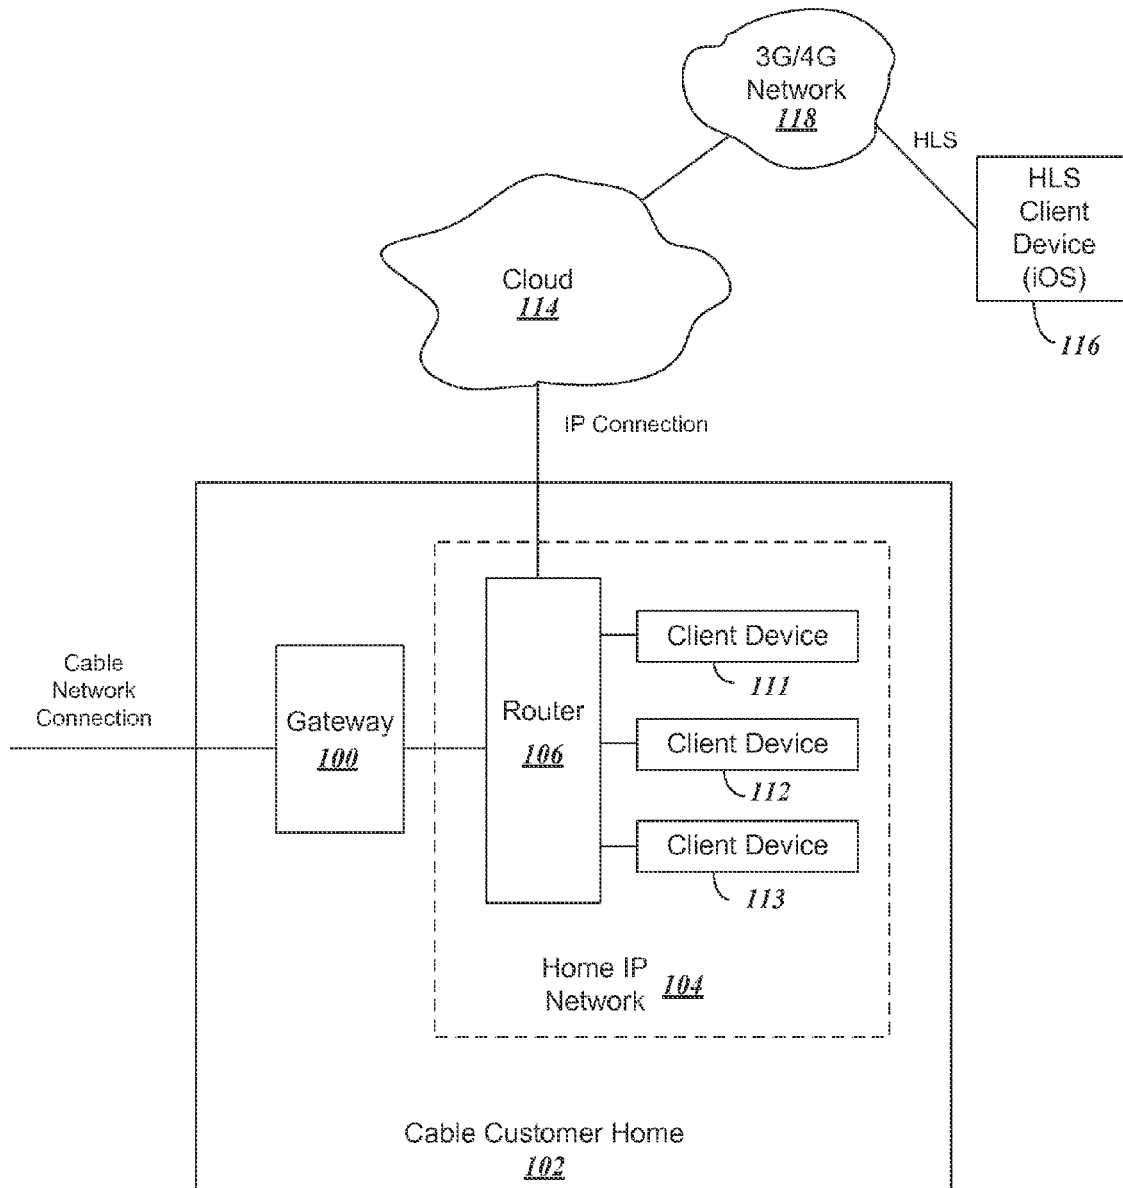 3G/4G
Network
118
HLS
HLS
Client
Device
(iOS)
116
Cloud
114
IP Connection
Cable
Network
Connection
Gateway
100
Router
106
Client Device
111
Client Device
112
Client Device
113
Home IP
Network
104
Cable Customer Home
102